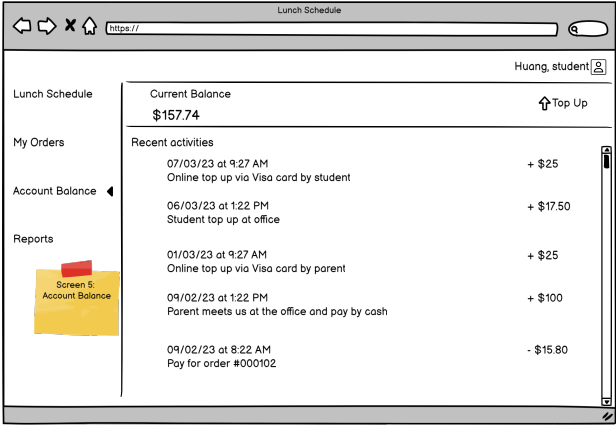 Lunch Schedule
https://
Huang, student
Lunch Schedule
My Orders
Account Balance
Reports
Screen 5:
Account Balance
Current Balance
$157.74
Top Up
Recent activities
07/03/23 at 9:27 AM
+ $25
Online top up via Visa card by student
06/03/23 at 1:22 PM
+ $17.50
Student top up at office
01/03/23 at 9:27 AM
+ $25
Online top up via Visa card by parent
09/02/23 at 1:22 PM
+ $100
Parent meets us at the office and pay by cash
09/02/23 at 8:22 AM
- $15.80
Pay for order #000102